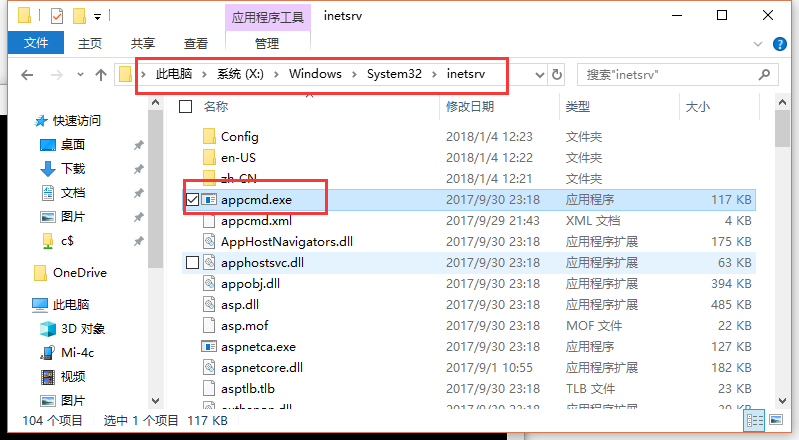 应用程序工具 inetsrv
文件 主页 共享 查看 管理
此电脑 系统 (X:) Windows System32 inetsrv
搜索"inetsrv"
快速访问
桌面
下载
文档
图片
c$
OneDrive
此电脑
3D 对象
Mi-4c
视频
图片
名称 修改日期 类型 大小
Config 2018/1/4 12:23 文件夹
en-US 2018/1/4 12:22 文件夹
zh-CN 2018/1/4 12:21 文件夹
appcmd.exe 2017/9/30 23:18 应用程序 117 KB
appcmd.xml 2017/9/29 21:43 XML 文档 4 KB
AppHostNavigators.dll 2017/9/30 23:18 应用程序扩展 175 KB
apphostsvc.dll 2017/9/30 23:18 应用程序扩展 63 KB
appobj.dll 2017/9/30 23:18 应用程序扩展 394 KB
asp.dll 2017/9/30 23:18 应用程序扩展 485 KB
asp.mof 2017/9/30 23:18 MOF 文件 22 KB
aspnetca.exe 2017/9/30 23:18 应用程序 127 KB
aspnetcore.dll 2017/9/1 10:55 应用程序扩展 182 KB
asptlb.tlb 2017/9/30 23:18 TLB 文件 23 KB
2017/9/30 23:18 应用程序扩展
104 个项目 选中 1 个项目 117 KB